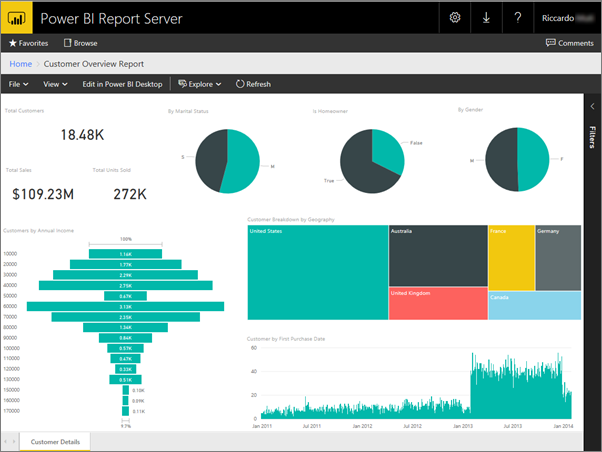 Power BI Report Server
?
Riccardo
Favorites
Browse
Comments
Home
Customer Overview Report
File
View
Edit in Power BI Desktop
Explore
Refresh
Filters
Total Customers
18.48K
Total Sales
$109.23M
Total Units Sold
272K
By Marital Status
S
M
Is Homeowner
False
True
By Gender
M
F
Customers by Annual Income
100%
10000 1.16K
20000 1.77K
30000 2.29K
40000 2.75K
50000 0.67K
60000 3.13K
70000 2.35K
80000 1.36K
90000 0.86K
100000 0.57K
110000 0.47K
120000 0.33K
130000 0.51K
150000 0.10K
160000 0.09K
170000 0.11K
9.7%
Customer Breakdown by Geography
United States
Australia
United Kingdom
France
Germany
Canada
Customer by First Purchase Date
60
40
20
0
Jan 2011 Jul 2011 Jan 2012 Jul 2012 Jan 2013 Jul 2013 Jan 2014
Customer Details